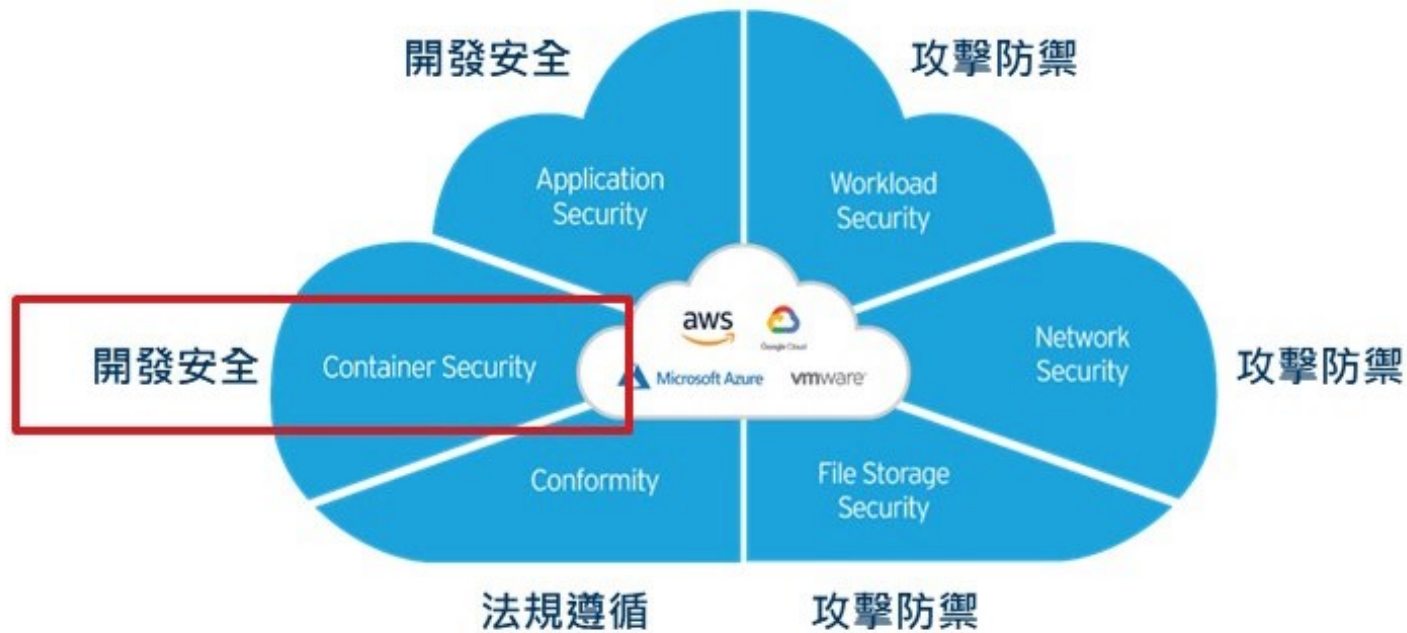 開發安全
攻擊防禦
Application
Security
Workload
Security
aws
Google Cloud
Microsoft Azure
vmware
開發安全
Container Security
Network
Security
攻擊防禦
Conformity
File Storage
Security
法規遵循
攻擊防禦